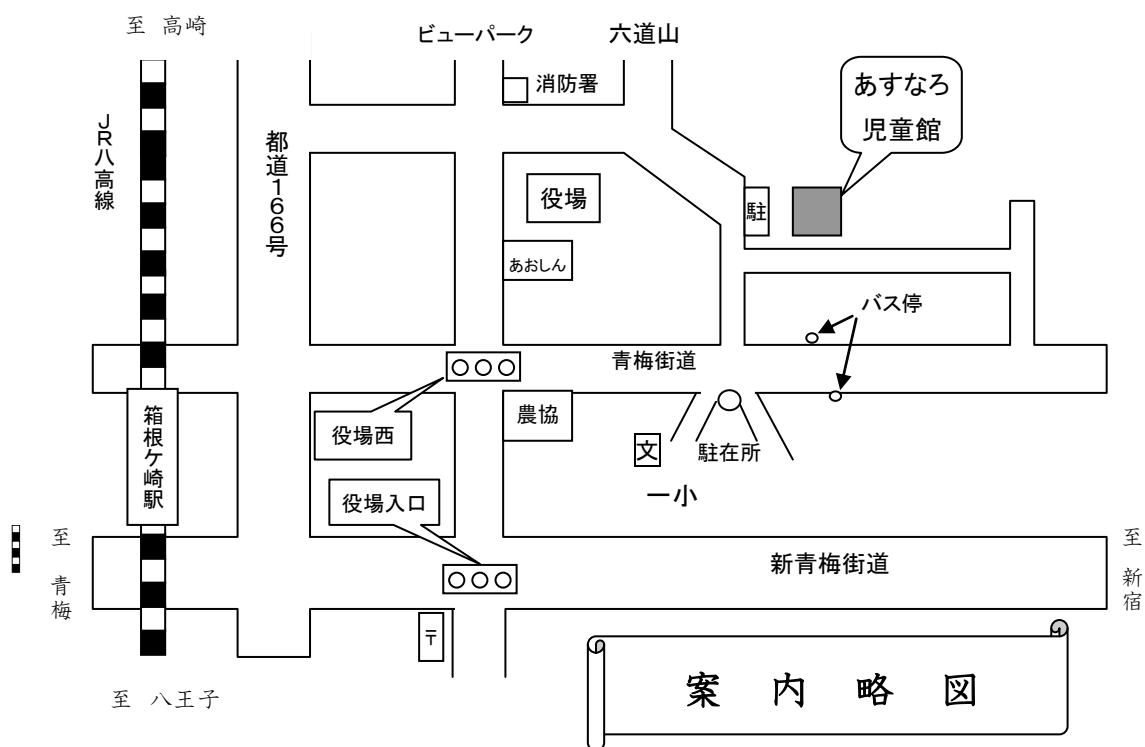 至 高崎
ビューパーク
六道山
消防署
あすなろ
児童館
JR八高線
都道166号
役場
駐
あおしん
バス停
青梅街道
箱根ケ崎駅
役場西
農協
文
駐在所
一小
役場入口
至 青梅
新青梅街道
至 新宿
〒
至 八王子
案内略図